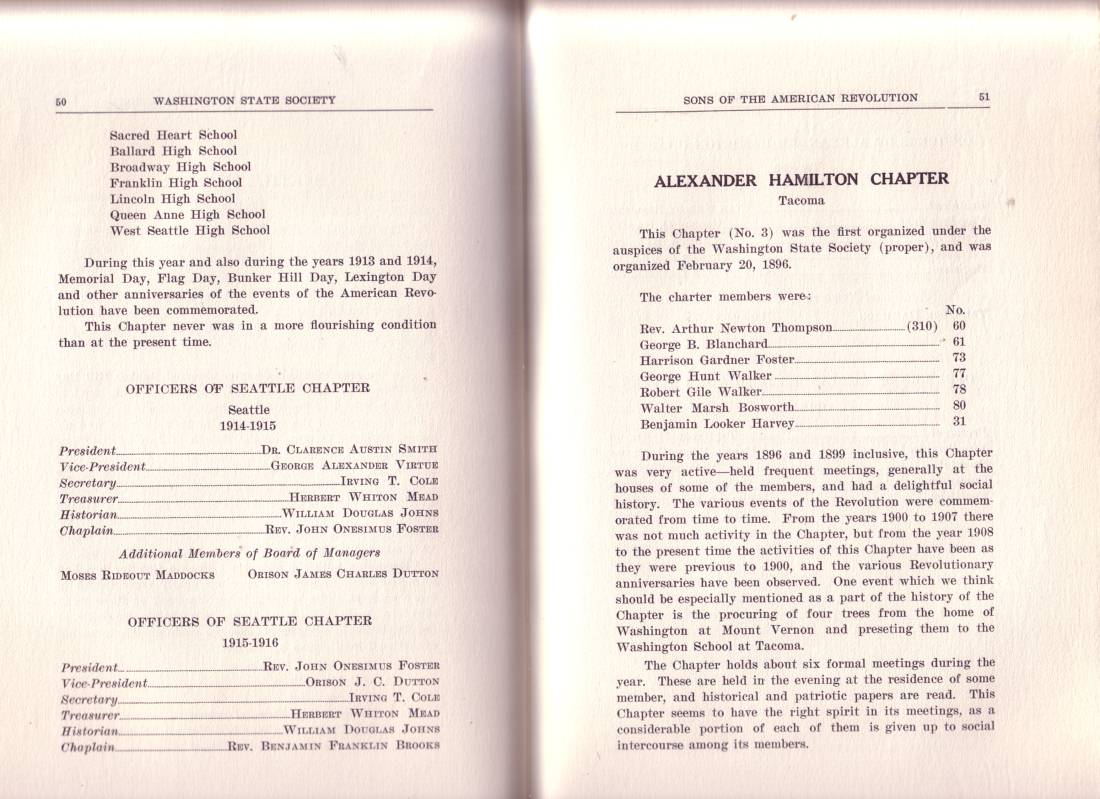 50 WASHINGTON STATE SOCIETY
Sacred Heart School
Ballard High School
Broadway High School
Franklin High School
Lincoln High School
Queen Anne High School
West Seattle High School
During this year and also during the years 1913 and 1914,
Memorial Day, Flag Day, Bunker Hill Day, Lexington Day
and other anniversaries of the events of the American Revo-
lution have been commemorated.
This Chapter never was in a more flourishing condition
than at the present time.
OFFICERS OF SEATTLE CHAPTER
Seattle
1914-1915
President DR. CLARENCE AUSTIN SMITH
Vice-President GEORGE ALEXANDER VIRTUE
Secretary IRVING T. COLE
Treasurer HERBERT WHITON MEAD
Historian WILLIAM DOUGLAS JOHNS
Chaplain REV. JOHN ONESIMUS FOSTER
Additional Members of Board of Managers
MOSES RIDEOUT MADDOCKS ORISON JAMES CHARLES DUTTON
OFFICERS OF SEATTLE CHAPTER
1915-1916
President REV. JOHN ONESIMUS FOSTER
Vice-President ORISON J. C. DUTTON
Secretary IRVING T. COLE
Treasurer HERBERT WHITON MEAD
Historian WILLIAM DOUGLAS JOHNS
Chaplain REV. BENJAMIN FRANKLIN BROOKS
SONS OF THE AMERICAN REVOLUTION 51
ALEXANDER HAMILTON CHAPTER
Tacoma
This Chapter (No. 3) was the first organized under the
auspices of the Washington State Society (proper), and was
organized February 20, 1896.
The charter members were:
No.
Rev. Arthur Newton Thompson (310) 60
George B. Blanchard 61
Harrison Gardner Foster 73
George Hunt Walker 77
Robert Gile Walker 78
Walter Marsh Bosworth 80
Benjamin Looker Harvey 31
During the years 1896 and 1899 inclusive, this Chapter
was very active—held frequent meetings, generally at the
houses of some of the members, and had a delightful social
history. The various events of the Revolution were commem-
orated from time to time. From the years 1900 to 1907 there
was not much activity in the Chapter, but from the year 1908
to the present time the activities of this Chapter have been as
they were previous to 1900, and the various Revolutionary
anniversaries have been observed. One event which we think
should be especially mentioned as a part of the history of the
Chapter is the procuring of four trees from the home of
Washington at Mount Vernon and preseting them to the
Washington School at Tacoma.
The Chapter holds about six formal meetings during the
year. These are held in the evening at the residence of some
member, and historical and patriotic papers are read. This
Chapter seems to have the right spirit in its meetings, as a
considerable portion of each of them is given up to social
intercourse among its members.